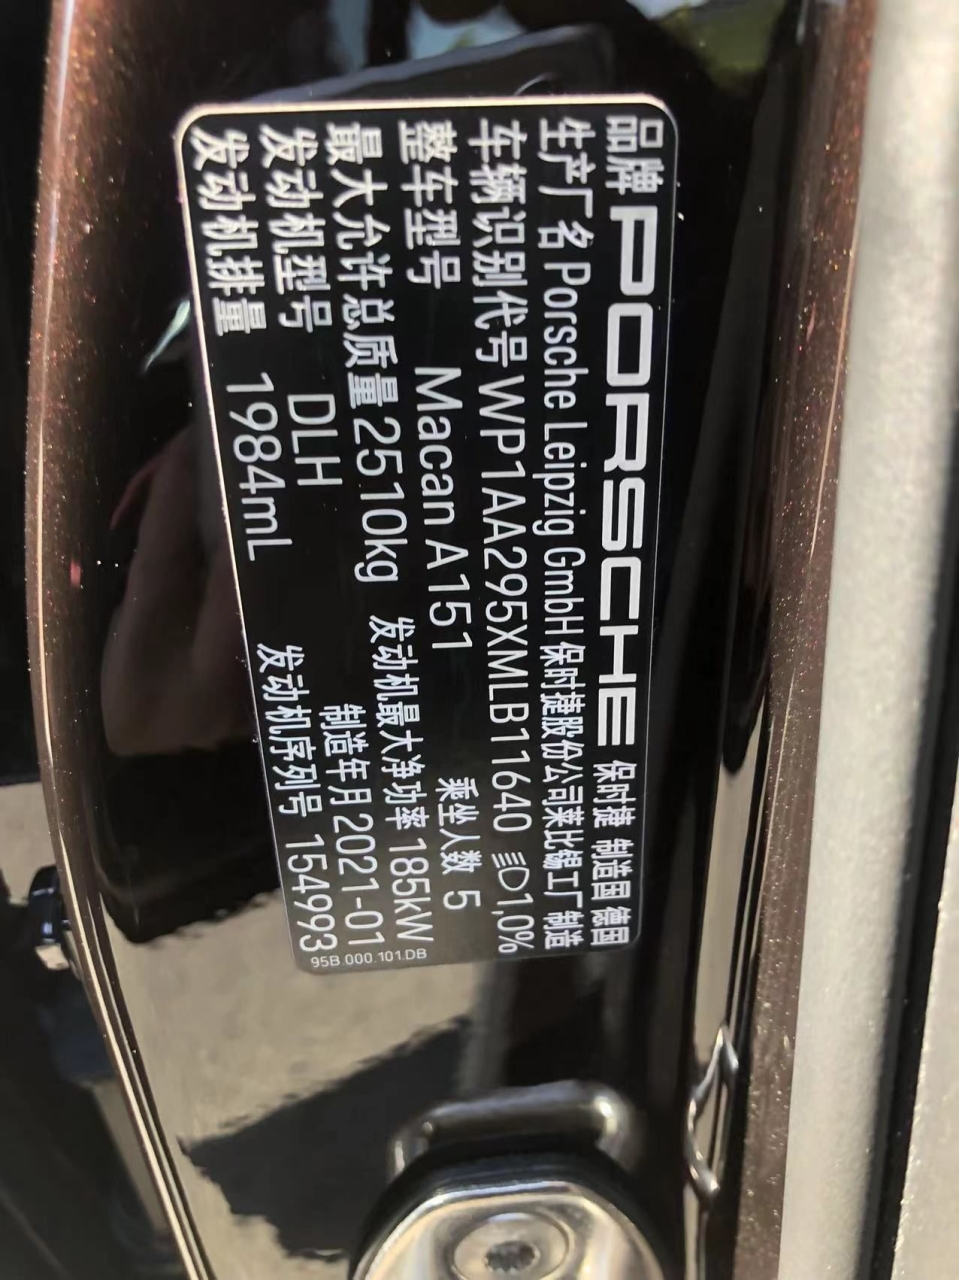 品牌 PORSCHE 保时捷 制造国 德国
生产厂名 Porsche Leipzig GmbH 保时捷股份公司莱比锡工厂 制造
车辆识别代号 WP1AA295XMLB11640 1,0%
整车型号 Macan A151 乘坐人数 5
最大允许总质量 2510kg 发动机最大净功率 185kW
发动机型号 DLH 制造年月 2021-01
发动机排量 1984mL 发动机序列号 154993
95B.000.101.DB